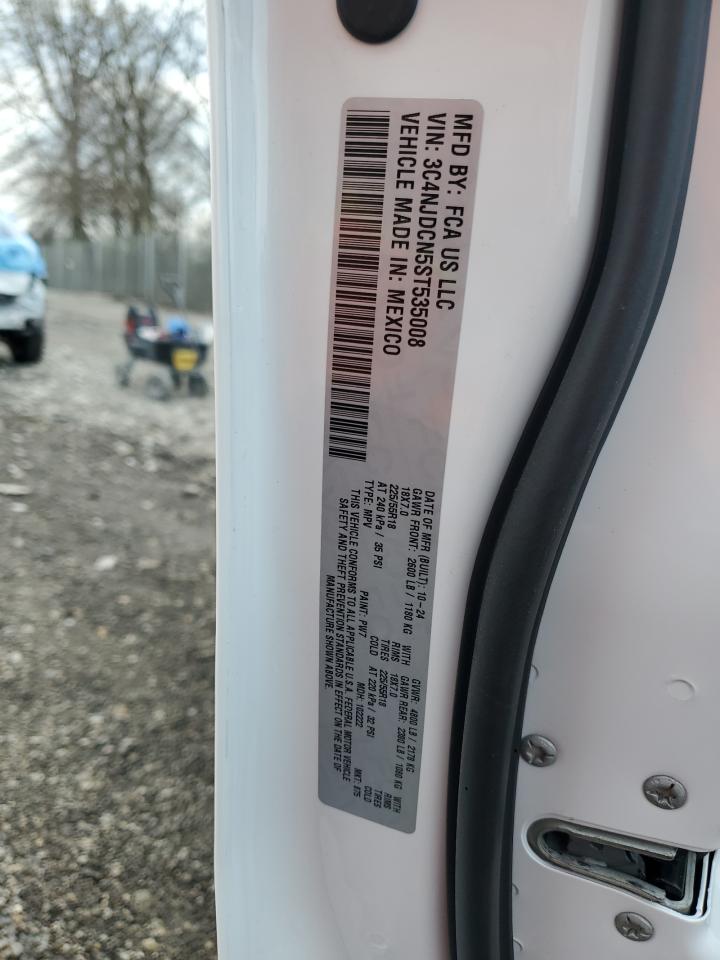 MFD BY: FCA US LLC
VIN: 3C4NJDCN5ST535008
VEHICLE MADE IN: MEXICO
DATE OF MFR (BUILT): 10-24 GVWR: 4800 LB / 2178 KG
GAWR FRONT: 2600 LB / 1180 KG WITH GAWR REAR: 2380 LB / 1080 KG WITH
18X7.0 RIMS 18X7.0 RIMS
225/55R18 TIRES 225/55R18 TIRES
AT 240 kPa / 35 PSI COLD AT 220 kPa / 32 PSI COLD
TYPE: MPV PAINT: PW7 MDH: 102222 MKT: 875
THIS VEHICLE CONFORMS TO ALL APPLICABLE U.S.A. FEDERAL MOTOR VEHICLE
SAFETY AND THEFT PREVENTION STANDARDS IN EFFECT ON THE DATE OF
MANUFACTURE SHOWN ABOVE.